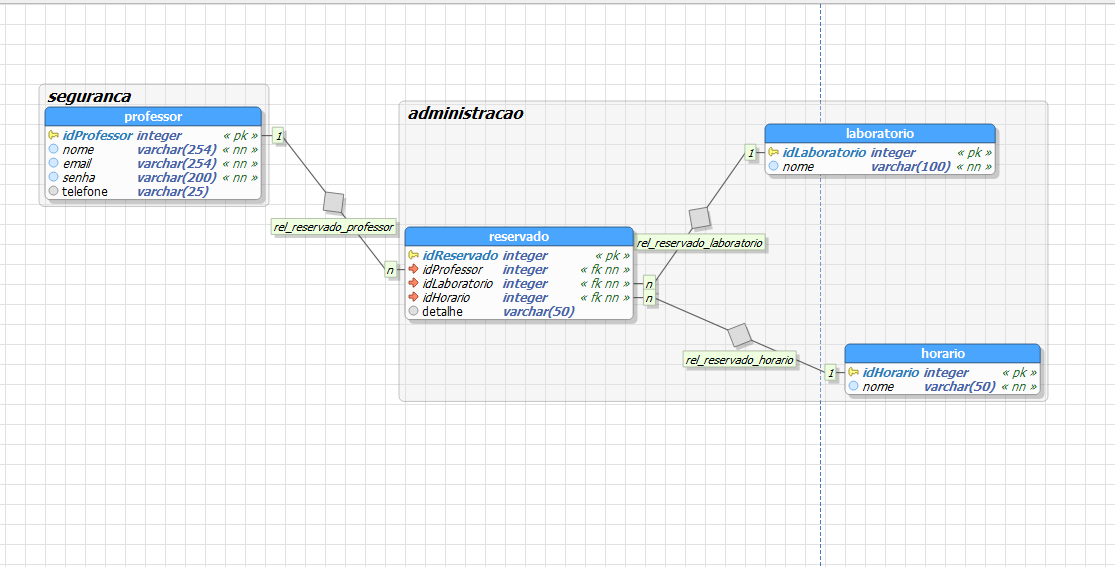 seguranca
professor
idProfessor integer « pk »
nome varchar(254) « nn »
email varchar(254) « nn »
senha varchar(200) « nn »
telefone varchar(25)
1
rel_reservado_professor
n
administracao
reservado
idReservado integer « pk »
idProfessor integer « fk nn »
idLaboratorio integer « fk nn »
idHorario integer « fk nn »
detalhe varchar(50)
n
n
rel_reservado_laboratorio
1
laboratorio
idLaboratorio integer « pk »
nome varchar(100) « nn »
rel_reservado_horario
1
horario
idHorario integer « pk »
nome varchar(50) « nn »